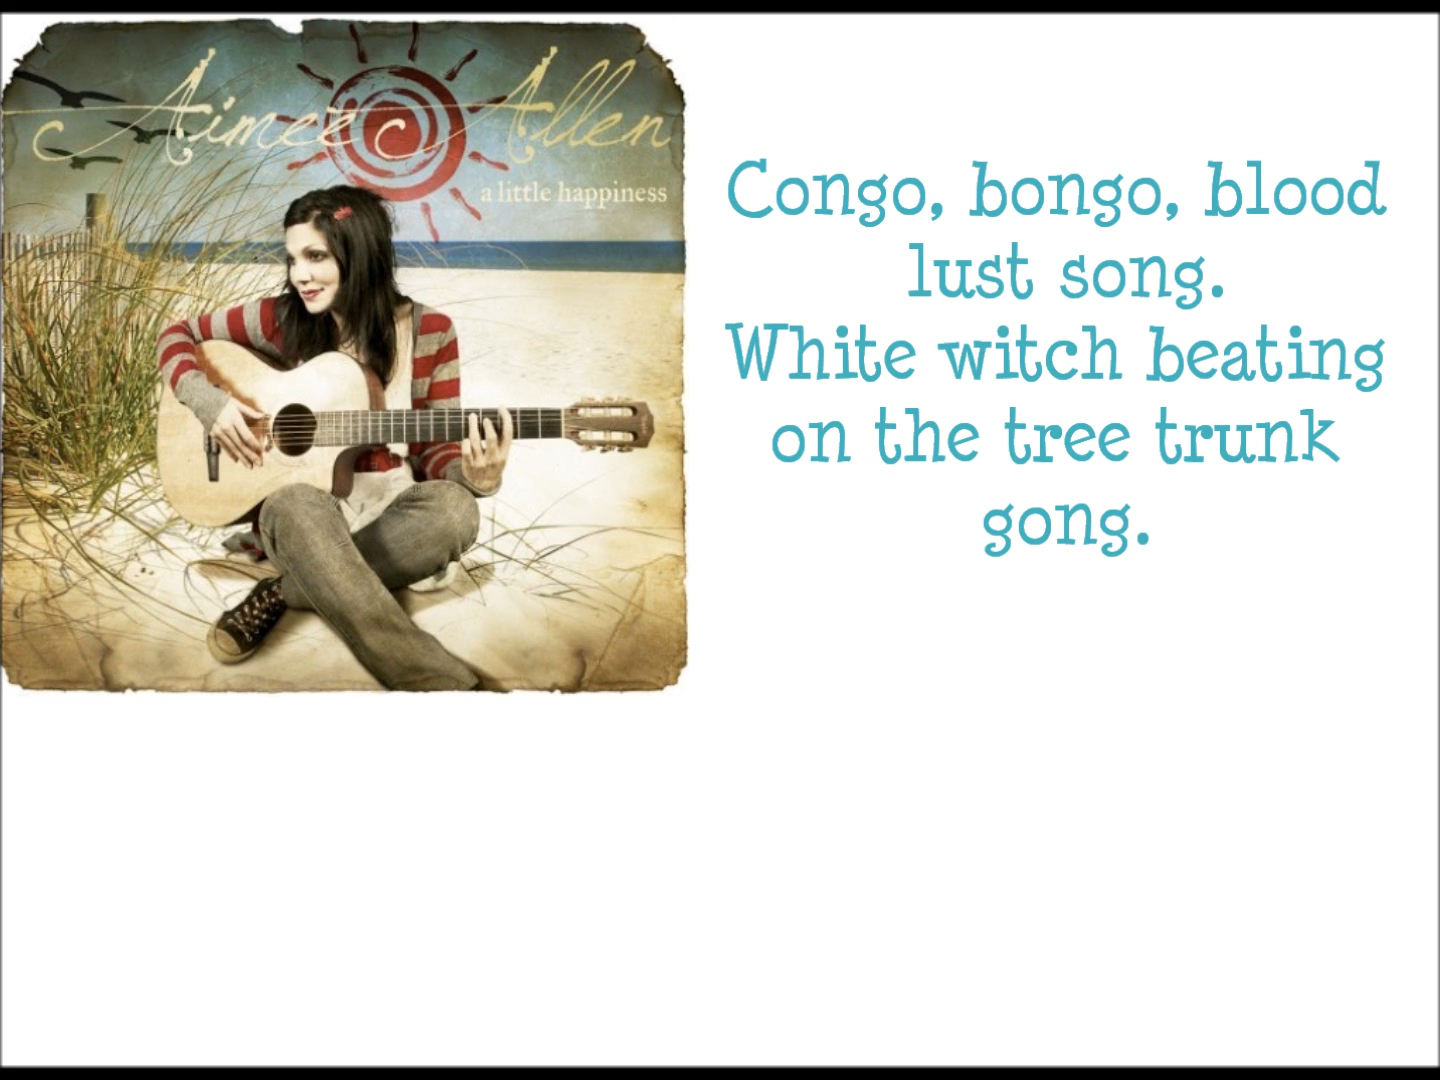 Aimee Allen
a little happiness
Congo, bongo, blood
lust song.
White witch beating
on the tree trunk
gong.